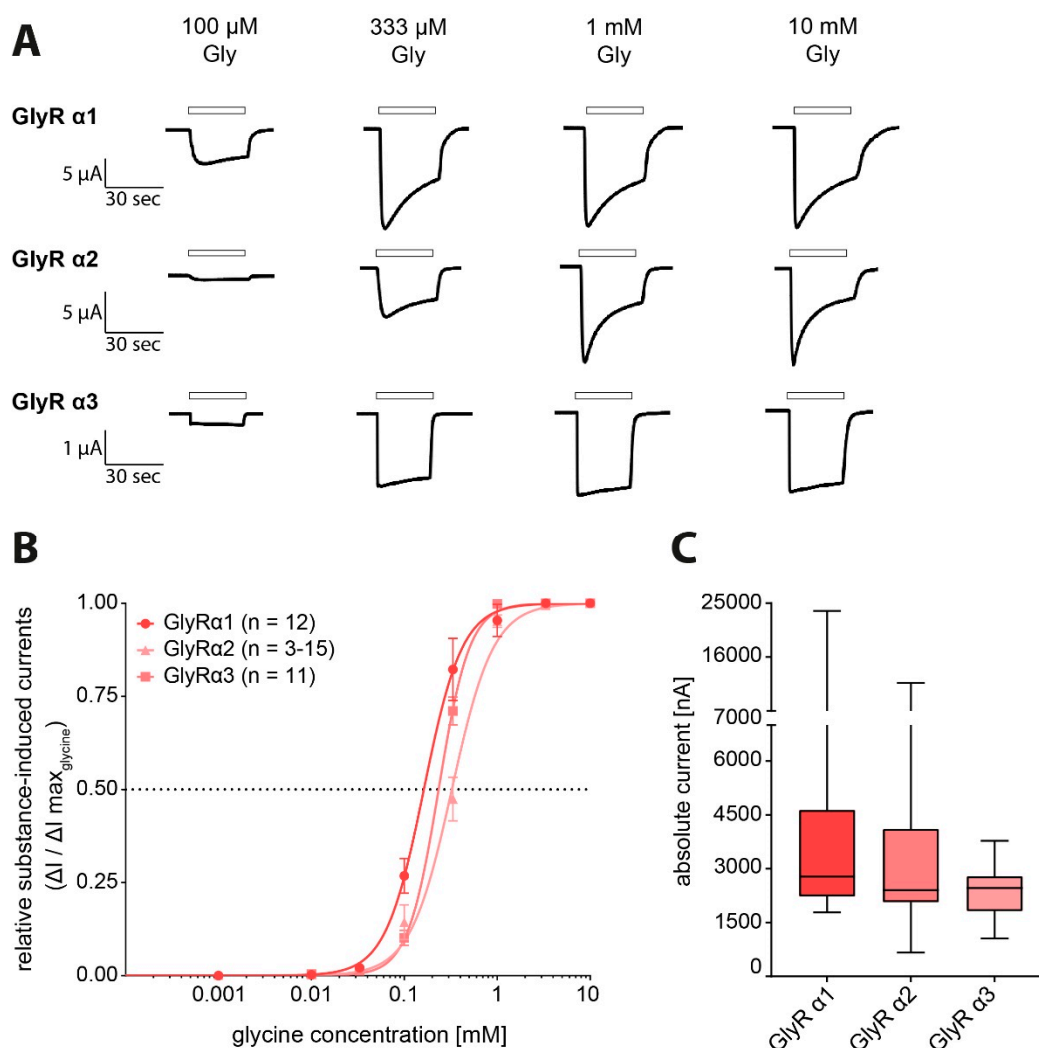 A
100 µM 333 µM 1 mM 10 mM
Gly Gly Gly Gly
GlyR α1
5 µA
30 sec
GlyR α2
5 µA
30 sec
GlyR α3
1 µA
30 sec
B
relative substance-induced currents
(ΔI / ΔI max glycine)
1.00
0.75
0.50
0.25
0.00
GlyRα1 (n = 12)
GlyRα2 (n = 3-15)
GlyRα3 (n = 11)
0.001 0.01 0.1 1 10
glycine concentration [mM]
C
absolute current [nA]
25000
16000
7000
6000
4500
3000
1500
0
GlyR α1
GlyR α2
GlyR α3